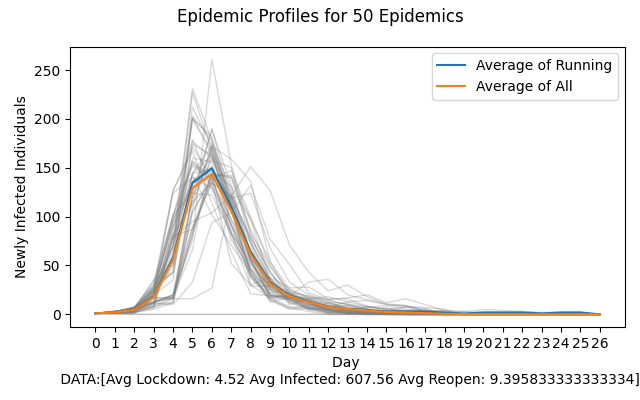 Epidemic Profiles for 50 Epidemics
Newly Infected Individuals
250
200
150
100
50
0
Average of Running
Average of All
0 1 2 3 4 5 6 7 8 9 10 11 12 13 14 15 16 17 18 19 20 21 22 23 24 25 26
Day
DATA:[Avg Lockdown: 4.52 Avg Infected: 607.56 Avg Reopen: 9.395833333333334]